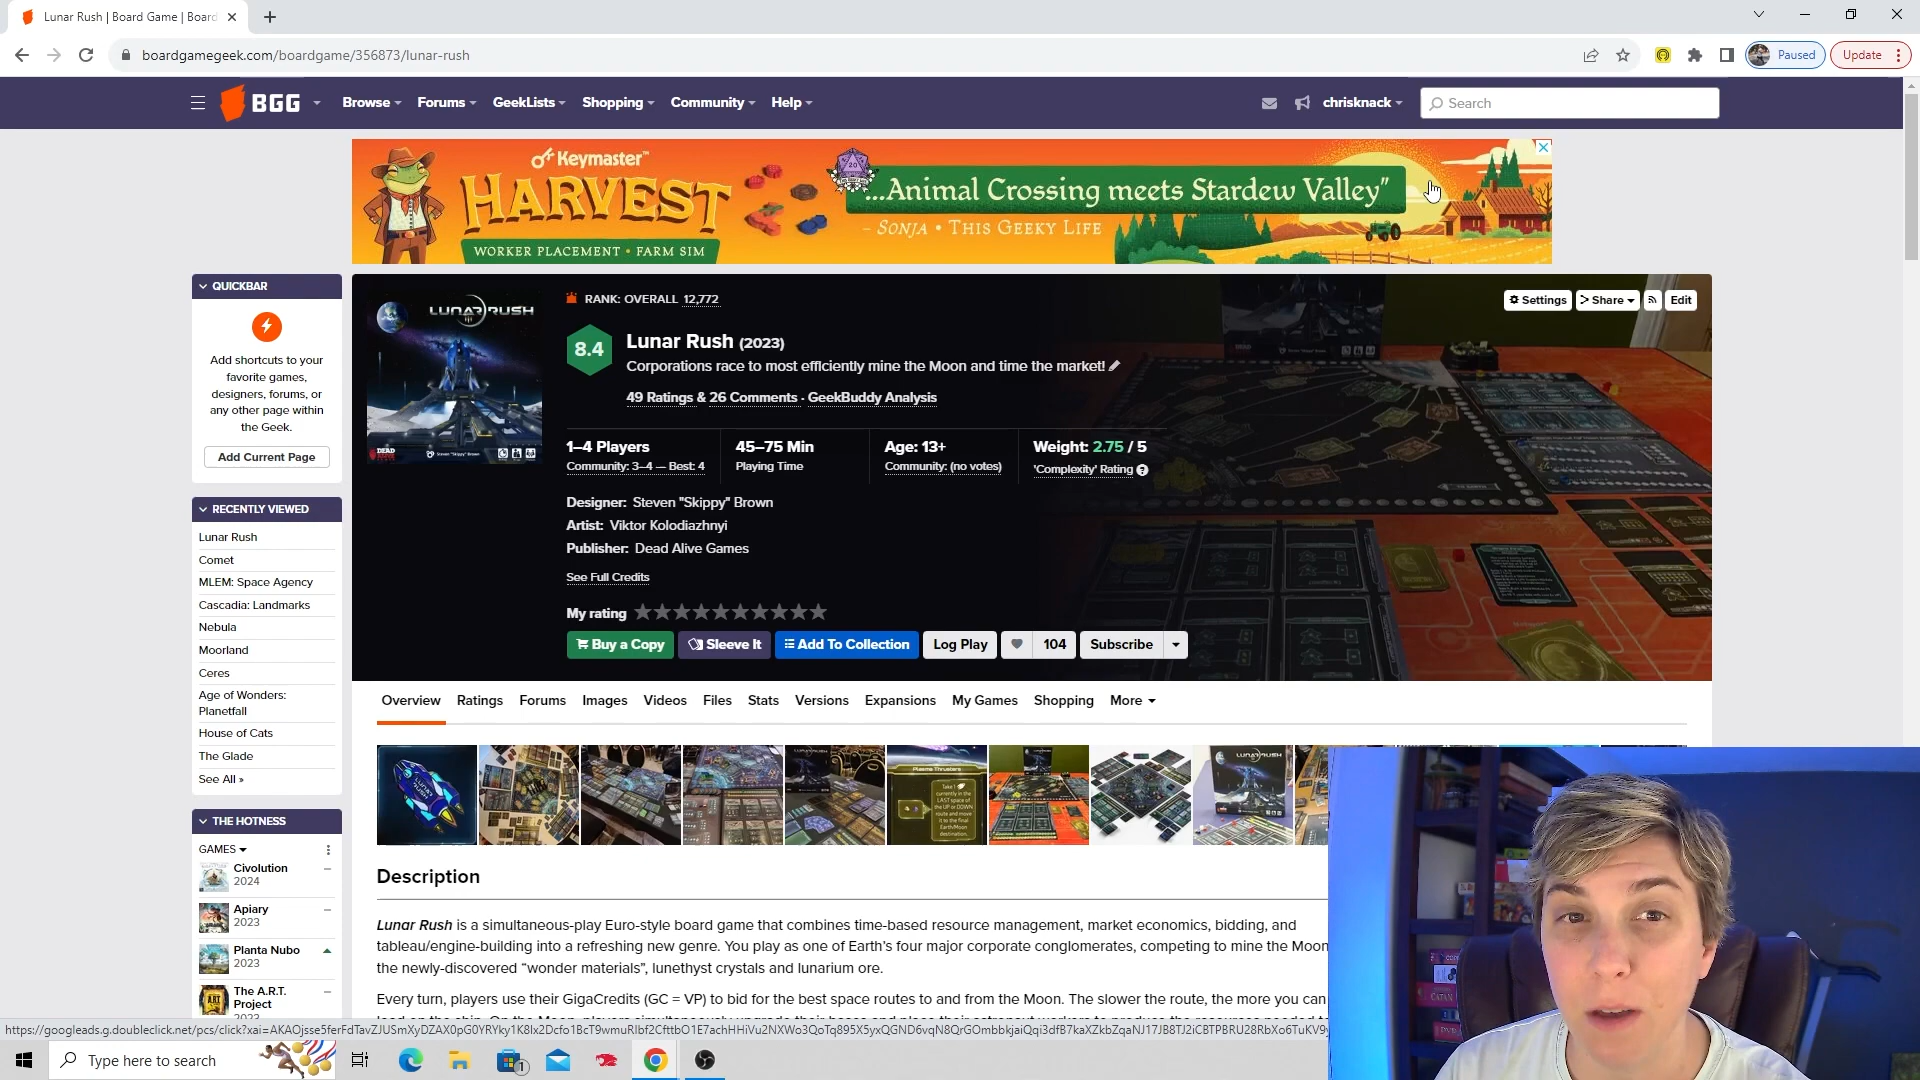 Lunar Rush | Board Game | Board
boardgamegeek.com/boardgame/356873/lunar-rush
Paused
Update
BGG
Browse
Forums
GeekLists
Shopping
Community
Help
chrisknack
Search
Keymaster™
HARVEST
WORKER PLACEMENT • FARM SIM
20
"...Animal Crossing meets Stardew Valley"
- SONJA • THIS GEEKY LIFE
QUICKBAR
Add shortcuts to your
favorite games,
designers, forums, or
any other page within
the Geek.
Add Current Page
RECENTLY VIEWED
Lunar Rush
Comet
MLEM: Space Agency
Cascadia: Landmarks
Nebula
Moorland
Ceres
Age of Wonders:
Planetfall
House of Cats
The Glade
See All »
THE HOTNESS
GAMES
Civolution
2024
Apiary
2023
Planta Nubo
2023
The A.R.T.
Project
LUNAR RUSH
Steven "Skippy" Brown
RANK: OVERALL 12,772
Settings
Share
Edit
8.4
Lunar Rush (2023)
Corporations race to most efficiently mine the Moon and time the market!
49 Ratings & 26 Comments · GeekBuddy Analysis
1–4 Players
Community: 3–4 — Best: 4
45–75 Min
Playing Time
Age: 13+
Community: (no votes)
Weight: 2.75 / 5
'Complexity' Rating
Designer: Steven "Skippy" Brown
Artist: Viktor Kolodiazhnyi
Publisher: Dead Alive Games
See Full Credits
My rating
Buy a Copy
Sleeve It
Add To Collection
Log Play
104
Subscribe
Overview
Ratings
Forums
Images
Videos
Files
Stats
Versions
Expansions
My Games
Shopping
More
Description
Lunar Rush is a simultaneous-play Euro-style board game that combines time-based resource management, market economics, bidding, and
tableau/engine-building into a refreshing new genre. You play as one of Earth's four major corporate conglomerates, competing to mine the Moon
the newly-discovered "wonder materials", lunethyst crystals and lunarium ore.
Every turn, players use their GigaCredits (GC = VP) to bid for the best space routes to and from the Moon. The slower the route, the more you can
Type here to search
1
CATAN